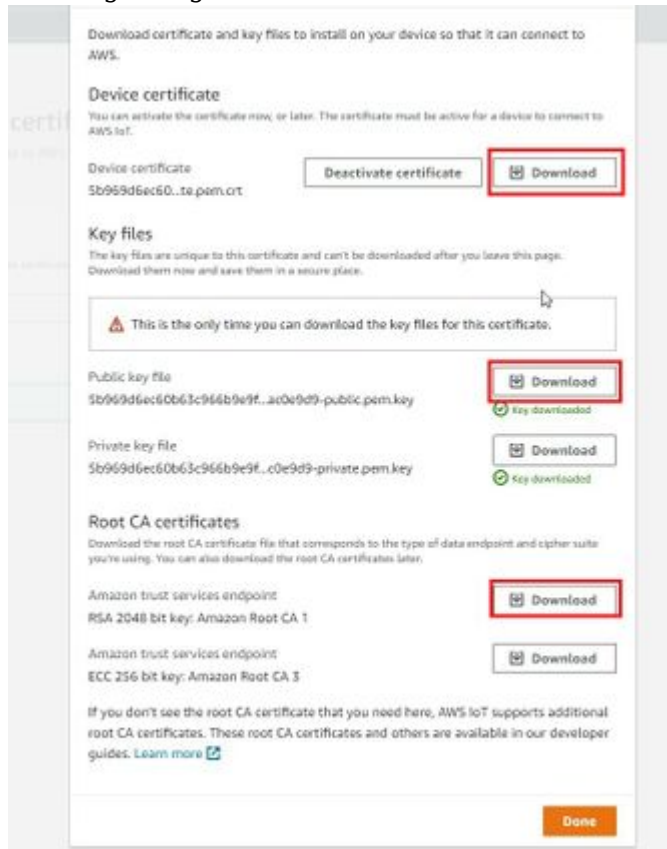 Download certificate and key files to install on your device so that it can connect to
AWS.
Device certificate
You can activate the certificate now, or later. The certificate must be active for a device to connect to
AWS IoT.
Device certificate
5b969d6ec60...te.pem.crt
Deactivate certificate
Download
Key files
The key files are unique to this certificate and can't be downloaded after you leave this page.
Download them now and save them in a secure place.
This is the only time you can download the key files for this certificate.
Public key file
5b969d6ec60b63c966b9e9f...ac0e9d9-public.pem.key
Download
Key downloaded
Private key file
5b969d6ec60b63c966b9e9f...c0e9d9-private.pem.key
Download
Key downloaded
Root CA certificates
Download the root CA certificate file that corresponds to the type of data endpoint and cipher suite
you're using. You can also download the root CA certificates later.
Amazon trust services endpoint
RSA 2048 bit key: Amazon Root CA 1
Download
Amazon trust services endpoint
ECC 256 bit key: Amazon Root CA 3
Download
If you don't see the root CA certificate that you need here, AWS IoT supports additional
root CA certificates. These root CA certificates and others are available in our developer
guides. Learn more
Done